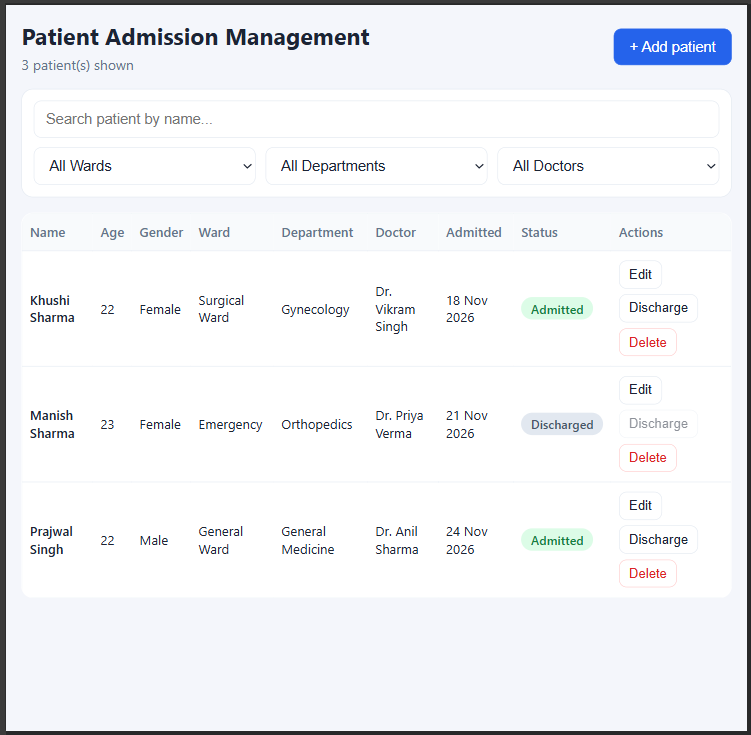 Patient Admission Management
+ Add patient
3 patient(s) shown
Search patient by name...
All Wards
All Departments
All Doctors
Name Age Gender Ward Department Doctor Admitted Status Actions
Khushi
Sharma
22
Female
Surgical
Ward
Gynecology
Dr.
Vikram
Singh
18 Nov
2026
Admitted
Edit
Discharge
Delete
Manish
Sharma
23
Female
Emergency
Orthopedics
Dr. Priya
Verma
21 Nov
2026
Discharged
Edit
Discharge
Delete
Prajwal
Singh
22
Male
General
Ward
General
Medicine
Dr. Anil
Sharma
24 Nov
2026
Admitted
Edit
Discharge
Delete